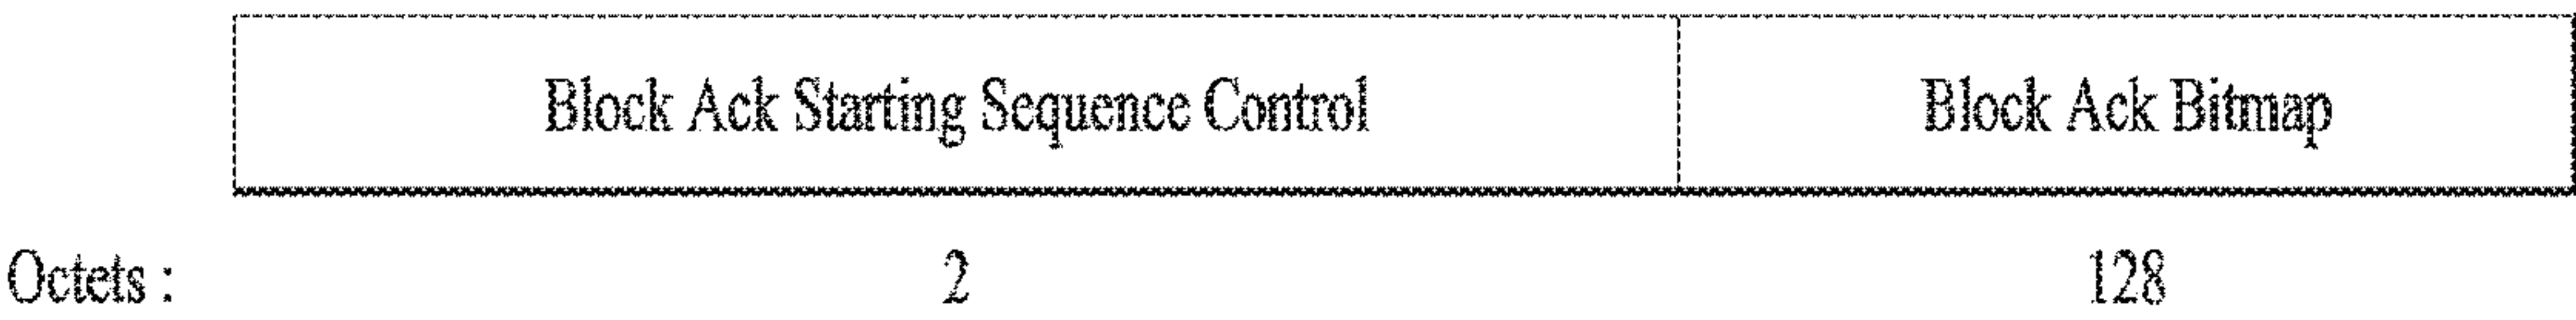 Block Ack Starting Sequence Control Block Ack Bitmap
Octets : 2 128